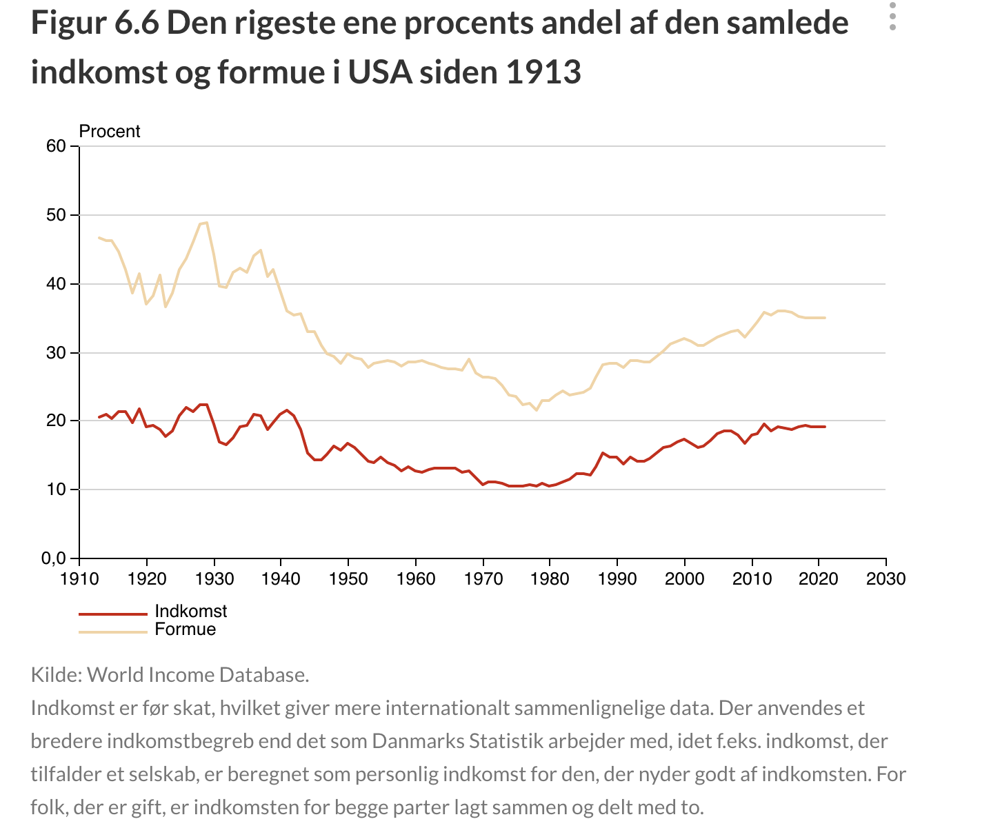 Figur 6.6 Den rigeste ene procents andel af den samlede
indkomst og formue i USA siden 1913
Procent
60
50
40
30
20
10
0,0
1910 1920 1930 1940 1950 1960 1970 1980 1990 2000 2010 2020 2030
Indkomst
Formue
Kilde: World Income Database.
Indkomst er før skat, hvilket giver mere internationalt sammenlignelige data. Der anvendes et
bredere indkomstbegreb end det som Danmarks Statistik arbejder med, idet f.eks. indkomst, der
tilfalder et selskab, er beregnet som personlig indkomst for den, der nyder godt af indkomsten. For
folk, der er gift, er indkomsten for begge parter lagt sammen og delt med to.